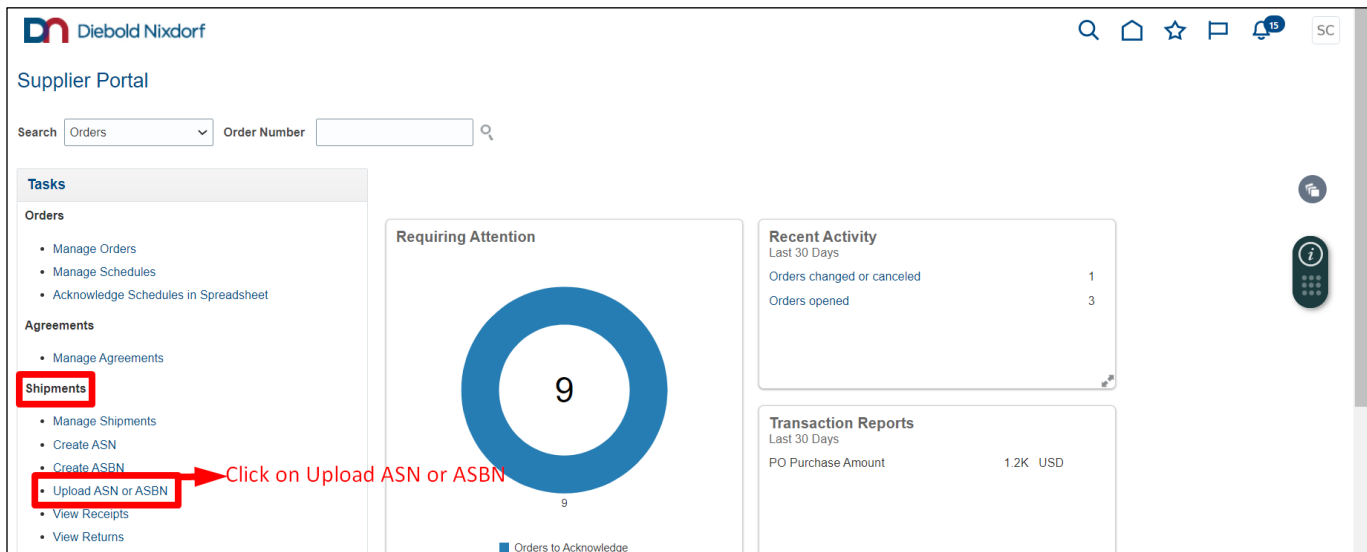 DN Diebold Nixdorf
15
SC
Supplier Portal
Search Orders Order Number
Tasks
Orders
• Manage Orders
• Manage Schedules
• Acknowledge Schedules in Spreadsheet
Agreements
• Manage Agreements
Shipments
• Manage Shipments
• Create ASN
• Create ASBN
• Upload ASN or ASBN
• View Receipts
• View Returns
Click on Upload ASN or ASBN
Requiring Attention
9
9
Orders to Acknowledge
Recent Activity
Last 30 Days
Orders changed or canceled 1
Orders opened 3
Transaction Reports
Last 30 Days
PO Purchase Amount 1.2K USD
i